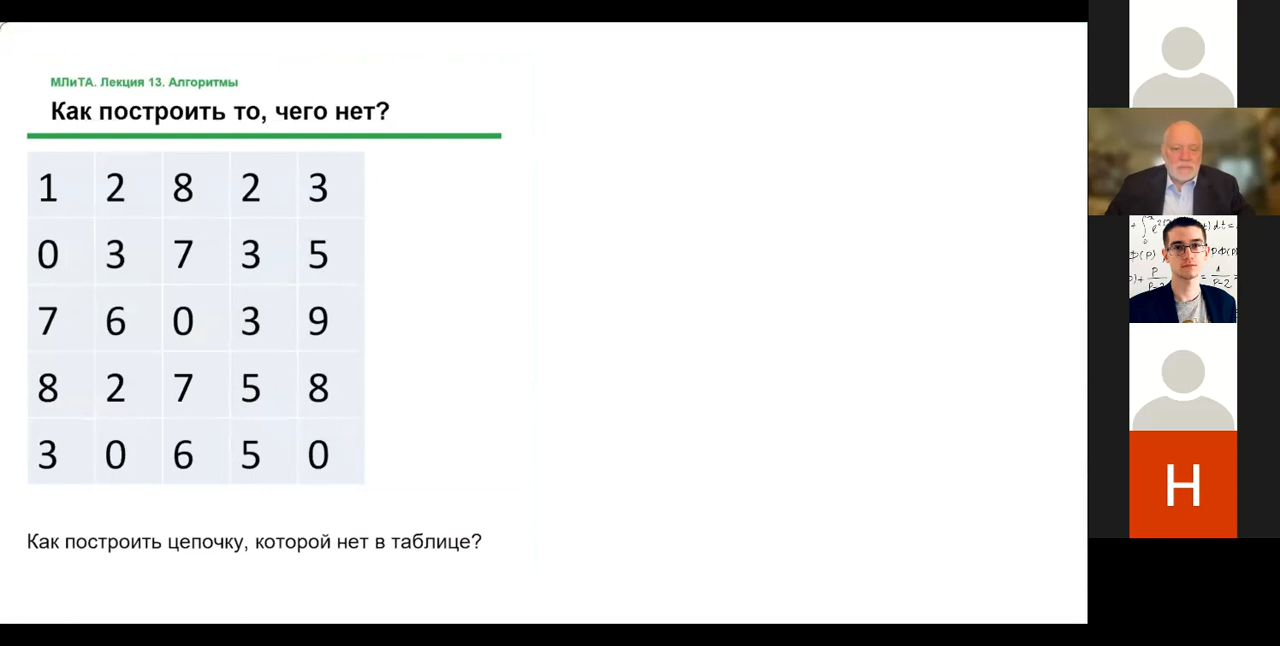 МЛиТА. Лекция 13. Алгоритмы
Как построить то, чего нет?
1 2 8 2 3
0 3 7 3 5
7 6 0 3 9
8 2 7 5 8
3 0 6 5 0
Как построить цепочку, которой нет в таблице?
H